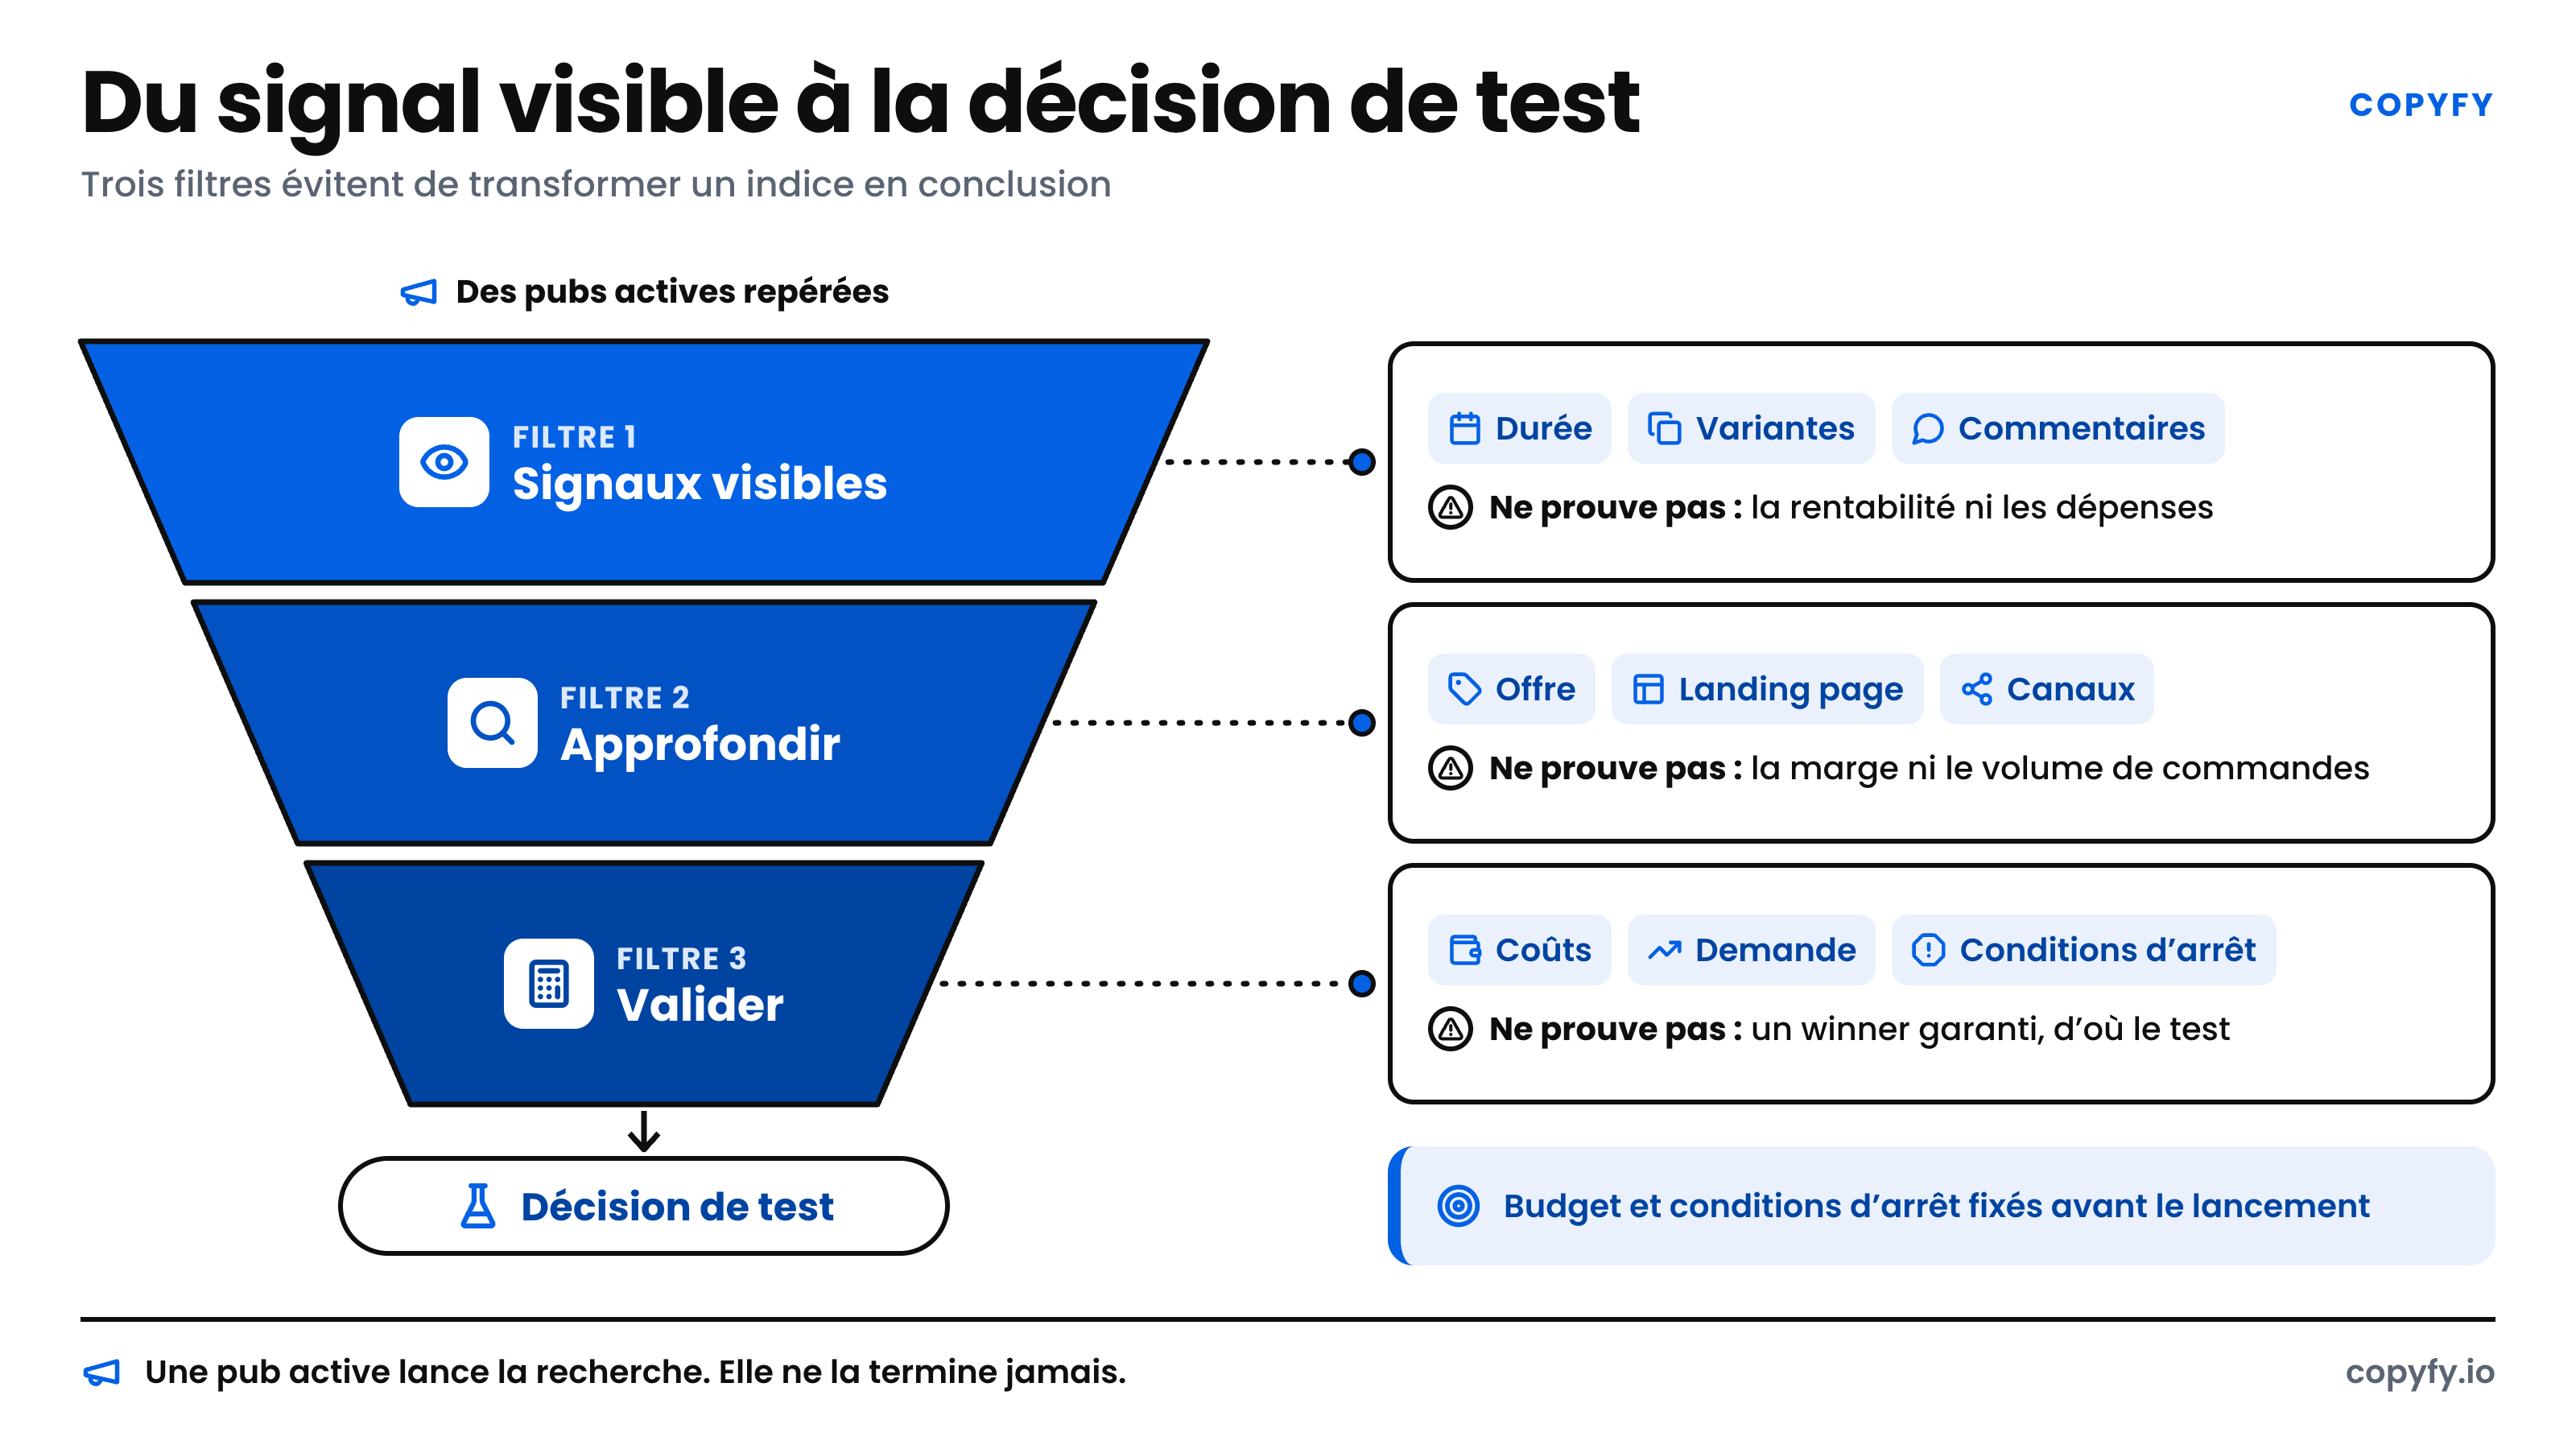 Du signal visible à la décision de test
COPYFY
Trois filtres évitent de transformer un indice en conclusion
Des pubs actives repérées
FILTRE 1
Signaux visibles
Durée
Variantes
Commentaires
Ne prouve pas : la rentabilité ni les dépenses
FILTRE 2
Approfondir
Offre
Landing page
Canaux
Ne prouve pas : la marge ni le volume de commandes
FILTRE 3
Valider
Coûts
Demande
Conditions d’arrêt
Ne prouve pas : un winner garanti, d’où le test
Décision de test
Budget et conditions d’arrêt fixés avant le lancement
Une pub active lance la recherche. Elle ne la termine jamais.
copyfy.io